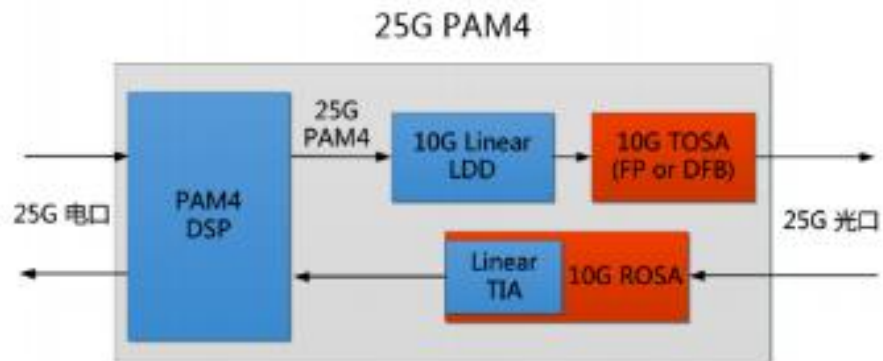 25G PAM4
25G
PAM4
10G Linear
LDD
10G TOSA
(FP or DFB)
25G 电口
PAM4
DSP
25G 光口
Linear
TIA
10G ROSA